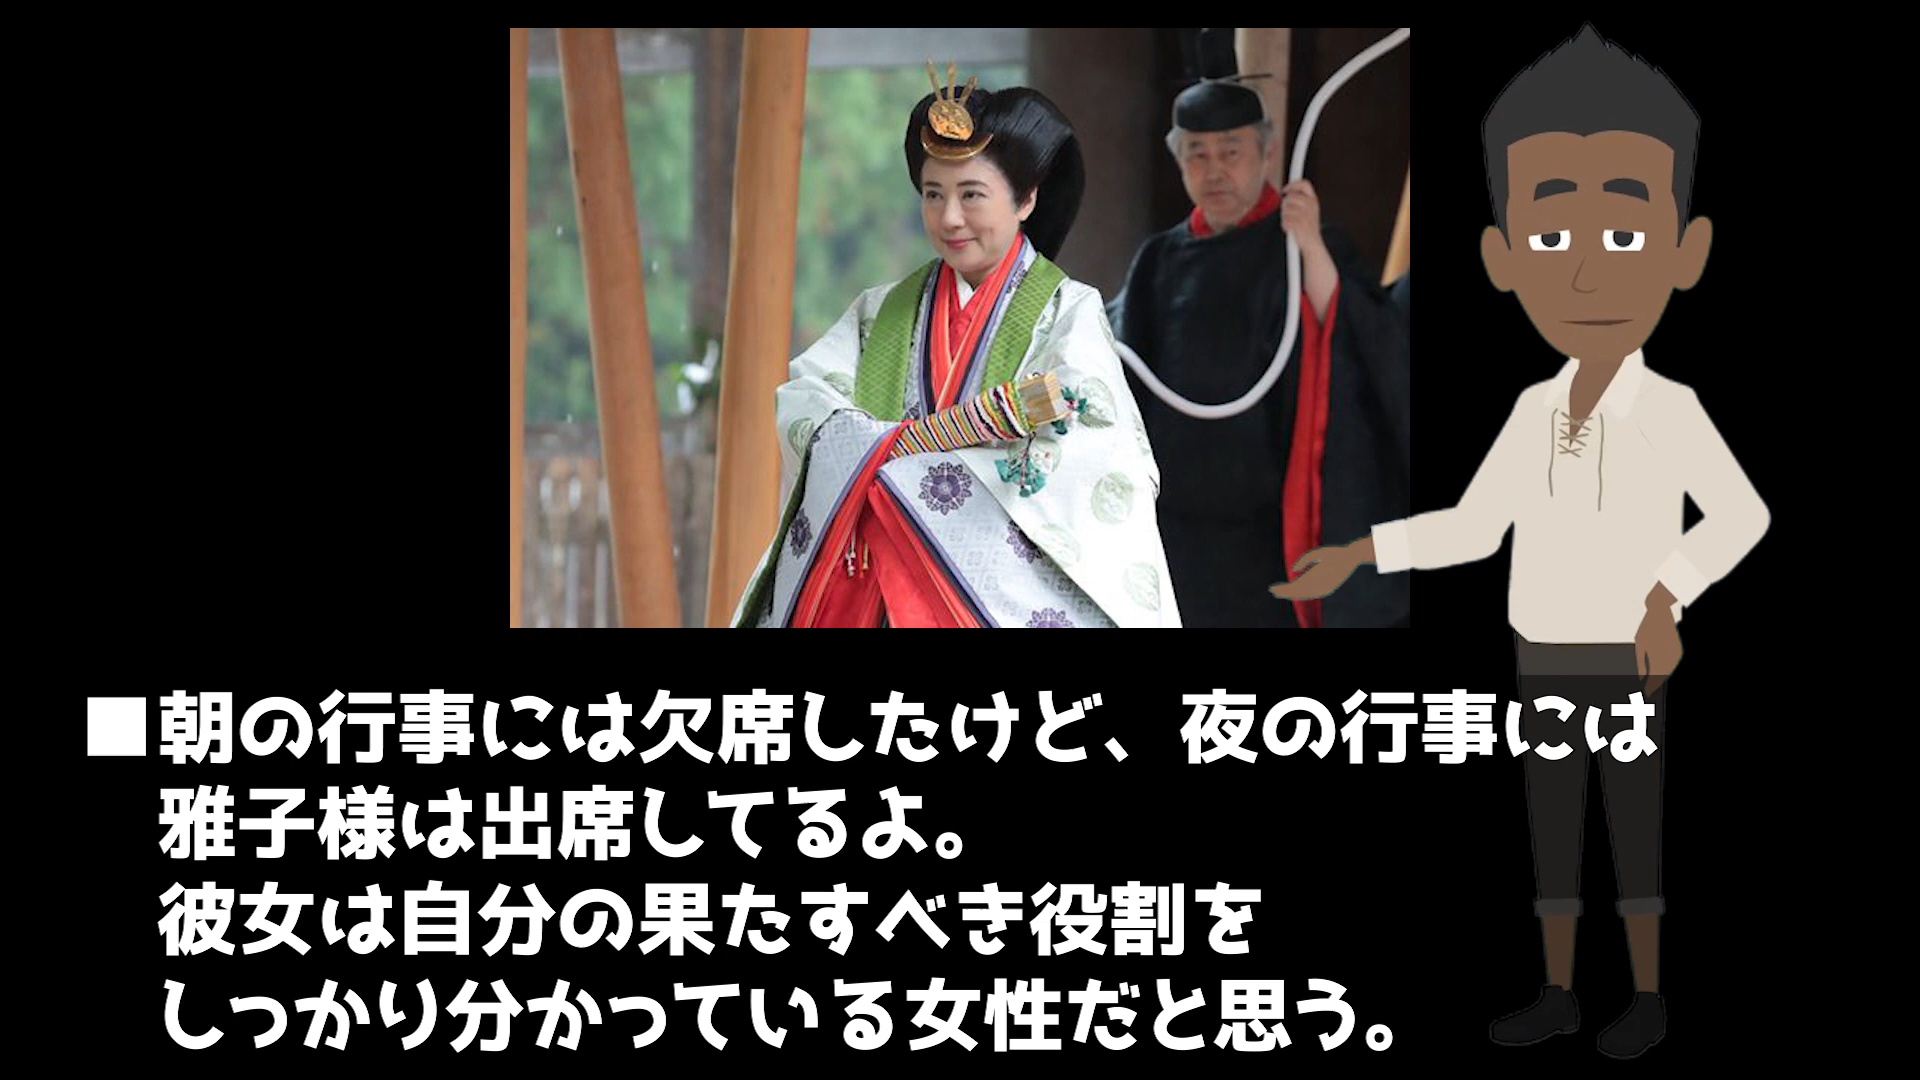 ■朝の行事には欠席したけど、夜の行事には
雅子様は出席してるよ。
彼女は自分の果たすべき役割を
しっかり分かっている女性だと思う。